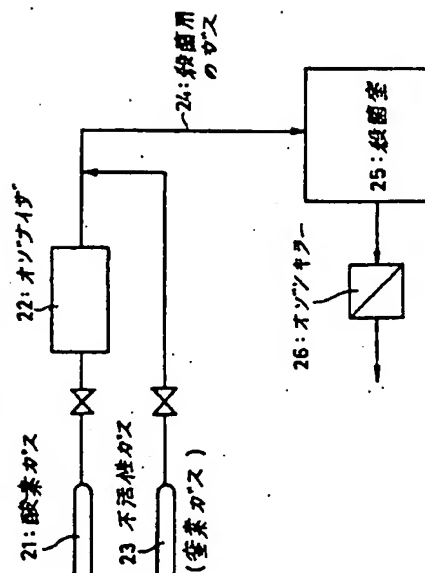 21:酸素ガス
22:オゾナイザ
23 不活性ガス
(窒素ガス)
24:殺菌用
のガス
25:殺菌室
26:オゾンキラー